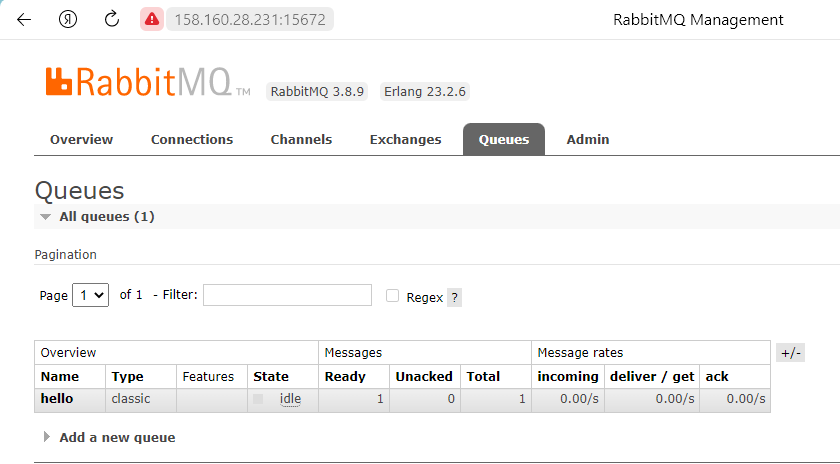 Я 158.160.28.231:15672 RabbitMQ Management
RabbitMQ TM RabbitMQ 3.8.9 Erlang 23.2.6
Overview Connections Channels Exchanges Queues Admin
Queues
All queues (1)
Pagination
Page 1 of 1 - Filter: Regex ?
Overview Messages Message rates +/-
Name Type Features State Ready Unacked Total incoming deliver / get ack
hello classic idle 1 0 1 0.00/s 0.00/s 0.00/s
Add a new queue